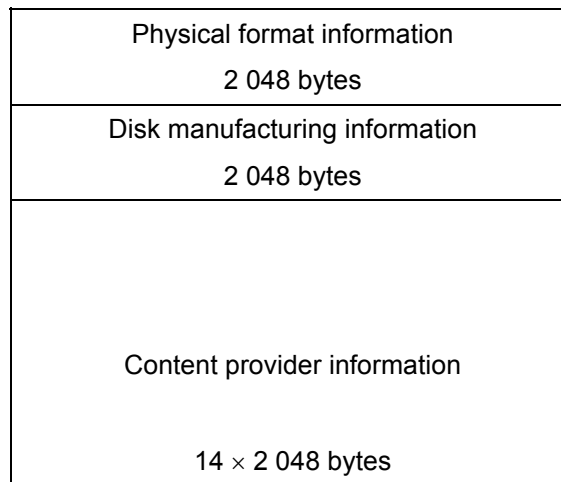 Physical format information
2 048 bytes
Disk manufacturing information
2 048 bytes
Content provider information
14 × 2 048 bytes